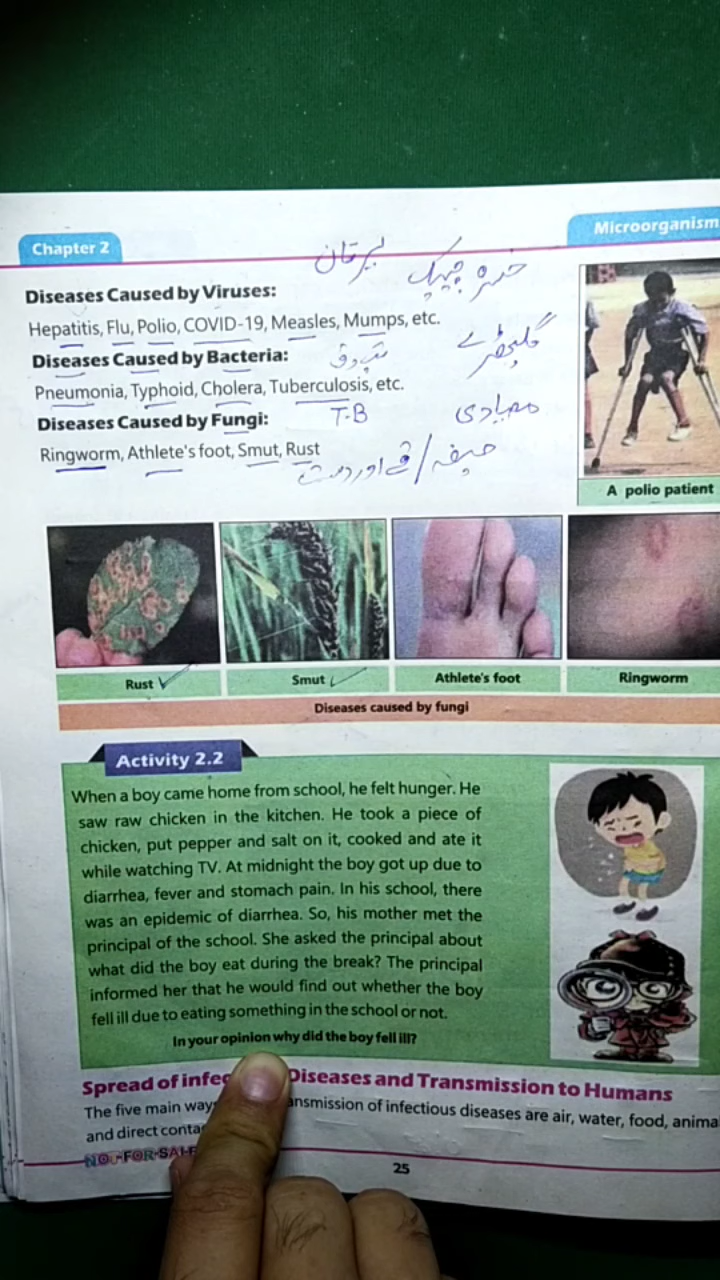 Chapter 2
Microorganism
یرقان
خسرہ چیچک
Diseases Caused by Viruses:
Hepatitis, Flu, Polio, COVID-19, Measles, Mumps, etc.
Diseases Caused by Bacteria:
Pneumonia, Typhoid, Cholera, Tuberculosis, etc.
Diseases Caused by Fungi:
T.B
Ringworm, Athlete's foot, Smut, Rust
A polio patient
Rust
Smut
Athlete's foot
Ringworm
Diseases caused by fungi
Activity 2.2
When a boy came home from school, he felt hunger. He
saw raw chicken in the kitchen. He took a piece of
chicken, put pepper and salt on it, cooked and ate it
while watching TV. At midnight the boy got up due to
diarrhea, fever and stomach pain. In his school, there
was an epidemic of diarrhea. So, his mother met the
principal of the school. She asked the principal about
what did the boy eat during the break? The principal
informed her that he would find out whether the boy
fell ill due to eating something in the school or not.
In your opinion why did the boy fell ill?
Spread of Diseases and Transmission to Humans
The five main of infectious diseases are air, water, food,
and direct
NOT FOR SALE
25